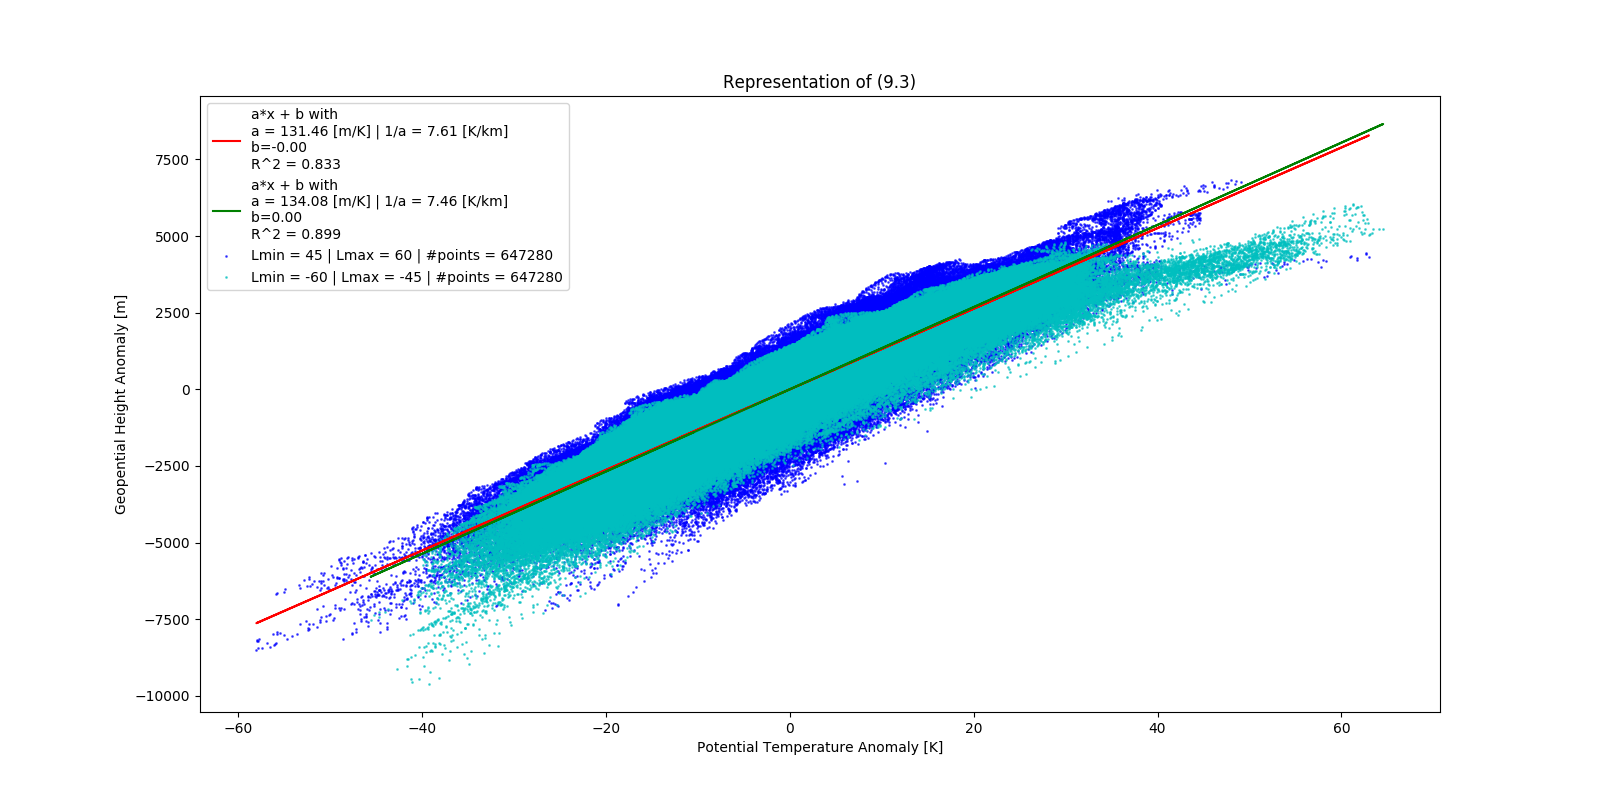 Representation of (9.3)
a*x + b with
a = 131.46 [m/K] | 1/a = 7.61 [K/km]
b=-0.00
R^2 = 0.833
a*x + b with
a = 134.08 [m/K] | 1/a = 7.46 [K/km]
b=0.00
R^2 = 0.899
Lmin = 45 | Lmax = 60 | #points = 647280
Lmin = -60 | Lmax = -45 | #points = 647280
Geopential Height Anomaly [m]
7500
5000
2500
0
−2500
−5000
−7500
−10000
−60
−40
−20
0
20
40
60
Potential Temperature Anomaly [K]